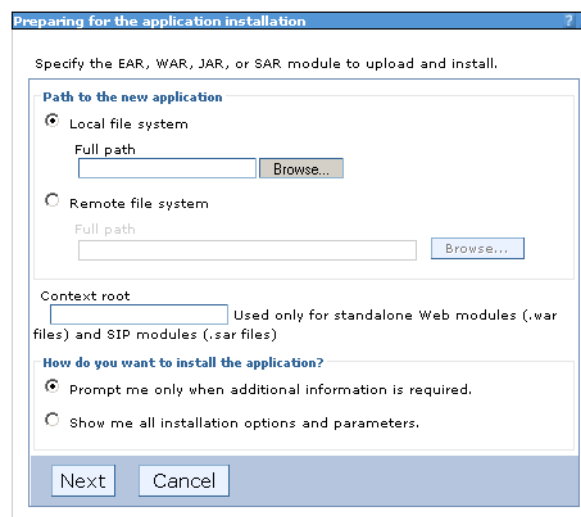 Preparing for the application installation ?
Specify the EAR, WAR, JAR, or SAR module to upload and install.
Path to the new application
Local file system
Full path
Browse...
Remote file system
Full path
Browse...
Context root
Used only for standalone Web modules (.war
files) and SIP modules (.sar files)
How do you want to install the application?
Prompt me only when additional information is required.
Show me all installation options and parameters.
Next Cancel